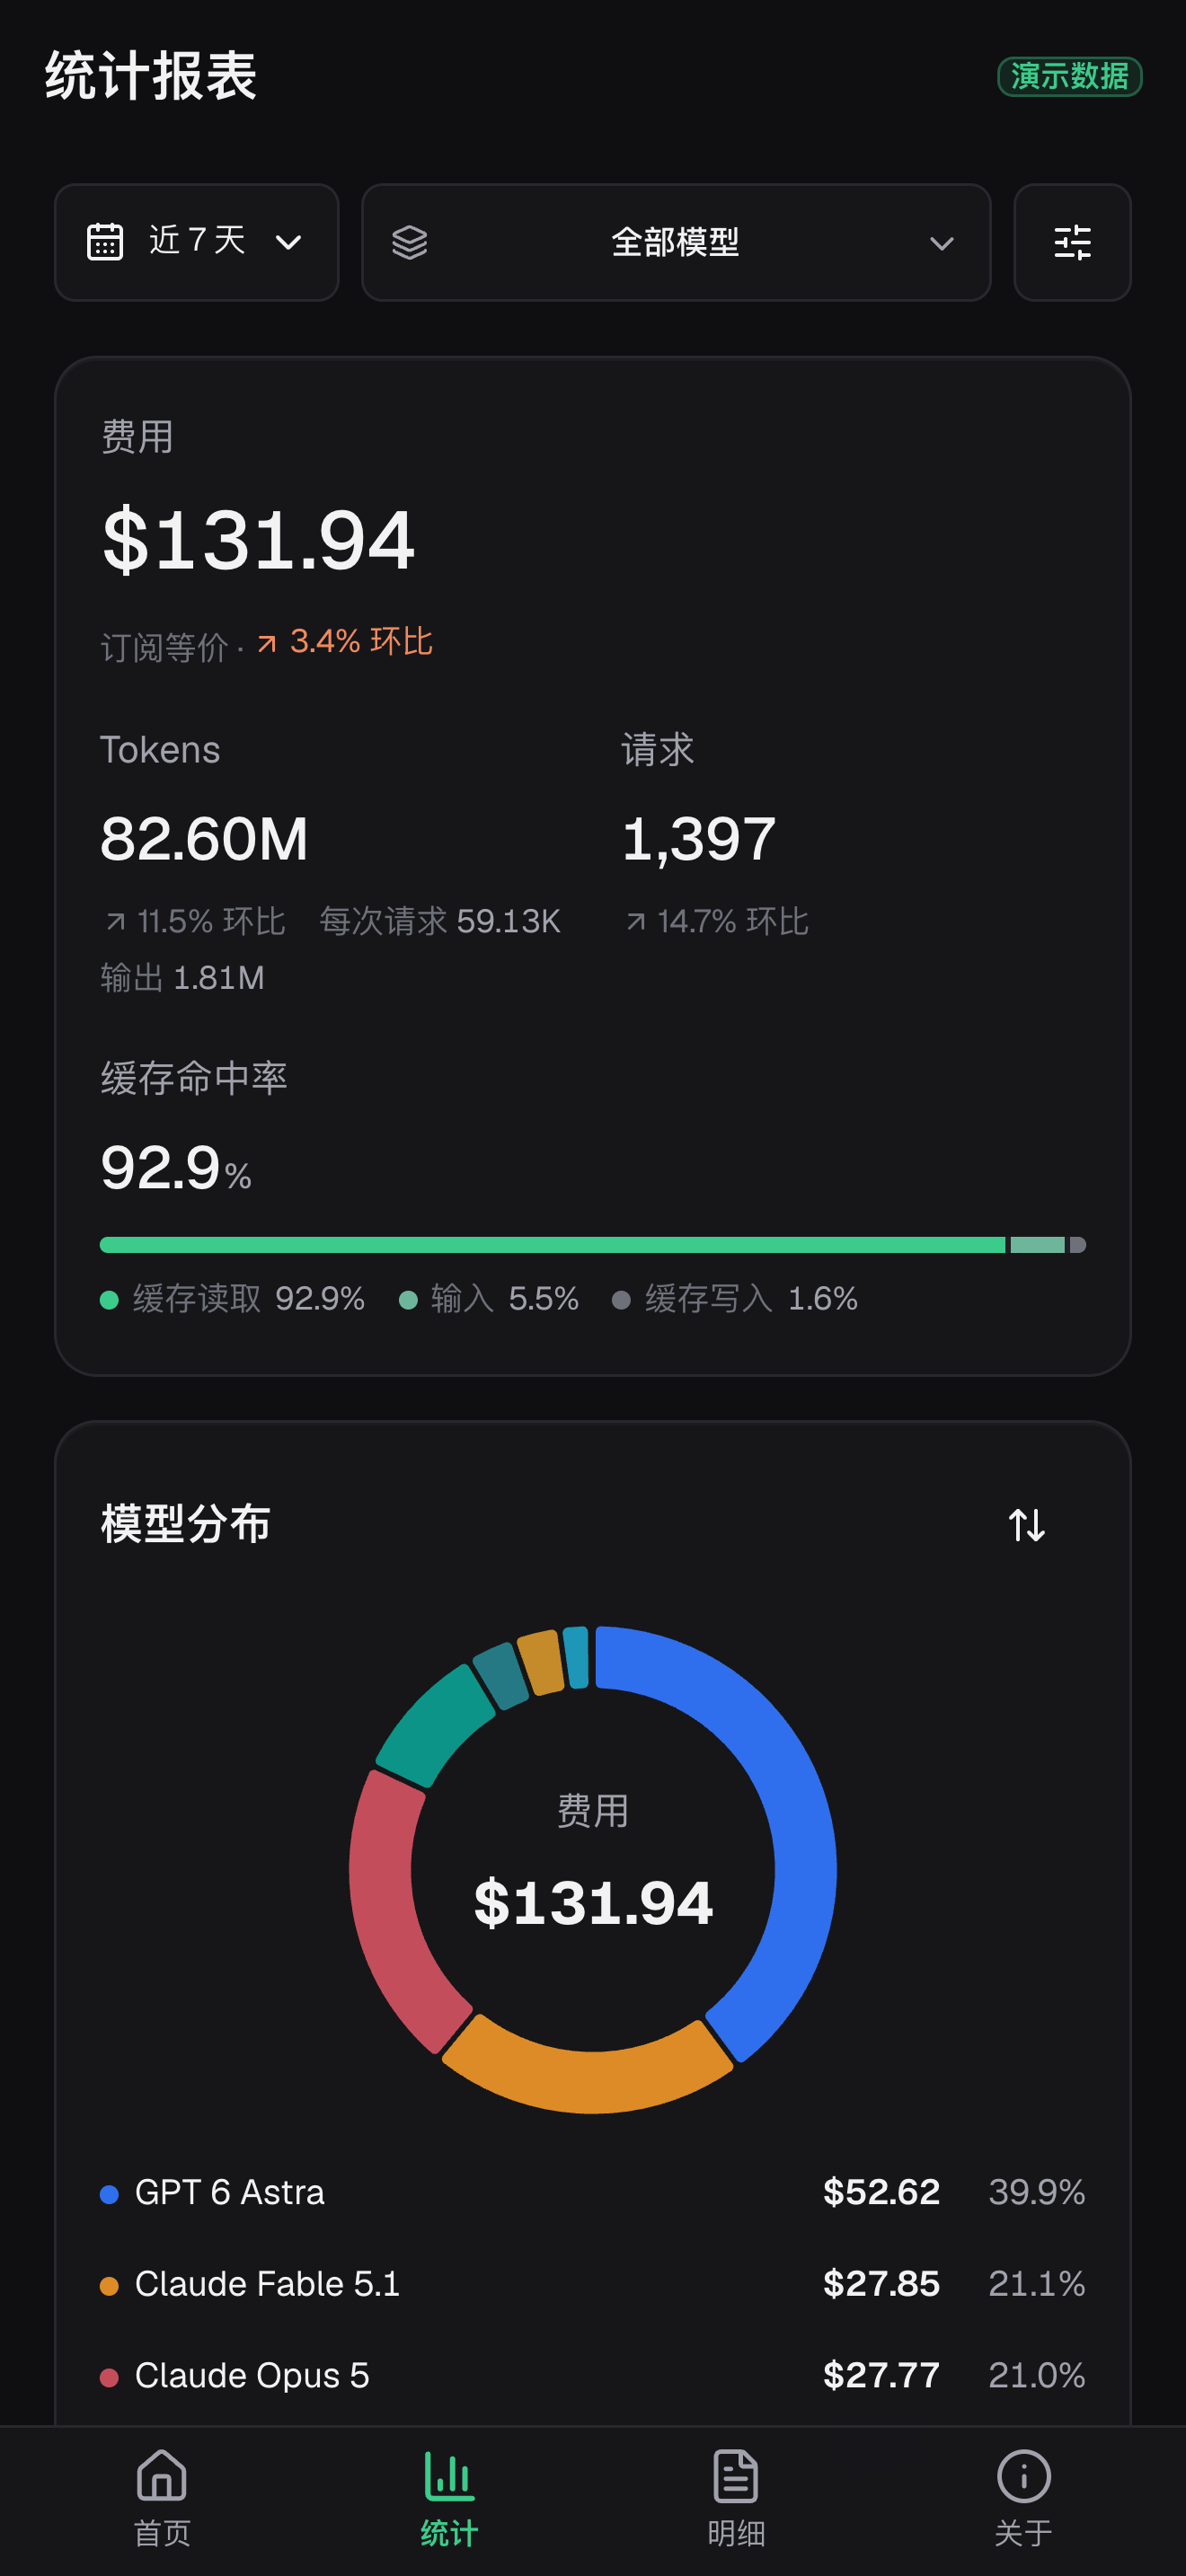 统计报表
演示数据
近 7 天
全部模型
费用
$131.94
订阅等价 · ↗ 3.4% 环比
Tokens
请求
82.60M
1,397
↗ 11.5% 环比 每次请求 59.13K
↗ 14.7% 环比
输出 1.81M
缓存命中率
92.9%
缓存读取 92.9% 输入 5.5% 缓存写入 1.6%
模型分布
费用
$131.94
GPT 6 Astra $52.62 39.9%
Claude Fable 5.1 $27.85 21.1%
Claude Opus 5 $27.77 21.0%
首页 统计 明细 关于